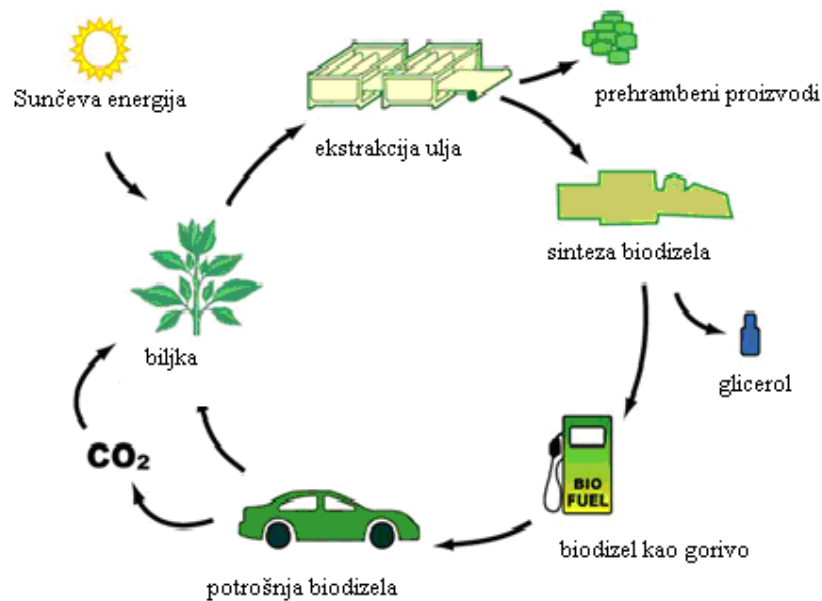 Sunčeva energija
ekstrakcija ulja
prehrambeni proizvodi
sinteza biodizela
glicerol
BIO
FUEL
biodizel kao gorivo
potrošnja biodizela
CO₂
biljka